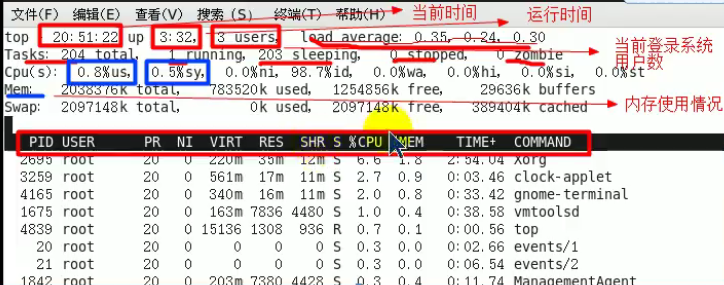 文件(F) 编辑(E) 查看(V) 搜索 (S) 终端(T) 帮助(H) 当前时间
top 20:51:22 up 3:32, 3 users, load average: 0.35, 0.24, 0.30 运行时间
当前登录系统
用户数
Tasks: 204 total, 1 running, 203 sleeping, 0 stopped, 0 zombie
Cpu(s): 0.8%us, 0.5%sy, 0.0%ni, 98.7%id, 0.0%wa, 0.0%hi, 0.0%si, 0.0%st
Mem: 2038376k total, 783520k used, 1254856k free, 29636k buffers 内存使用情况
Swap: 2097148k total, 0k used, 2097148k free, 389404k cached
PID USER PR NI VIRT RES SHR S %CPU %MEM TIME+ COMMAND
2695 root 20 0 220m 35m 12m S 6.6 1.8 2:54.04 Xorg
3259 root 20 0 561m 17m 11m S 2.7 0.9 0:03.46 clock-applet
4165 root 20 0 340m 16m 11m S 2.0 0.8 0:33.42 gnome-terminal
1675 root 20 0 163m 7836 4480 S 1.0 0.4 0:38.58 vmtoolsd
4839 root 20 0 15136 1308 936 R 0.7 0.1 0:00.56 top
20 root 20 0 0 0 0 S 0.3 0.0 0:02.66 events/1
21 root 20 0 0 0 0 S 0.3 0.0 0:06.54 events/2
1842 root 20 0 203m 7380 4428 S 0.3 0.4 0:11.74 ManagementAgent